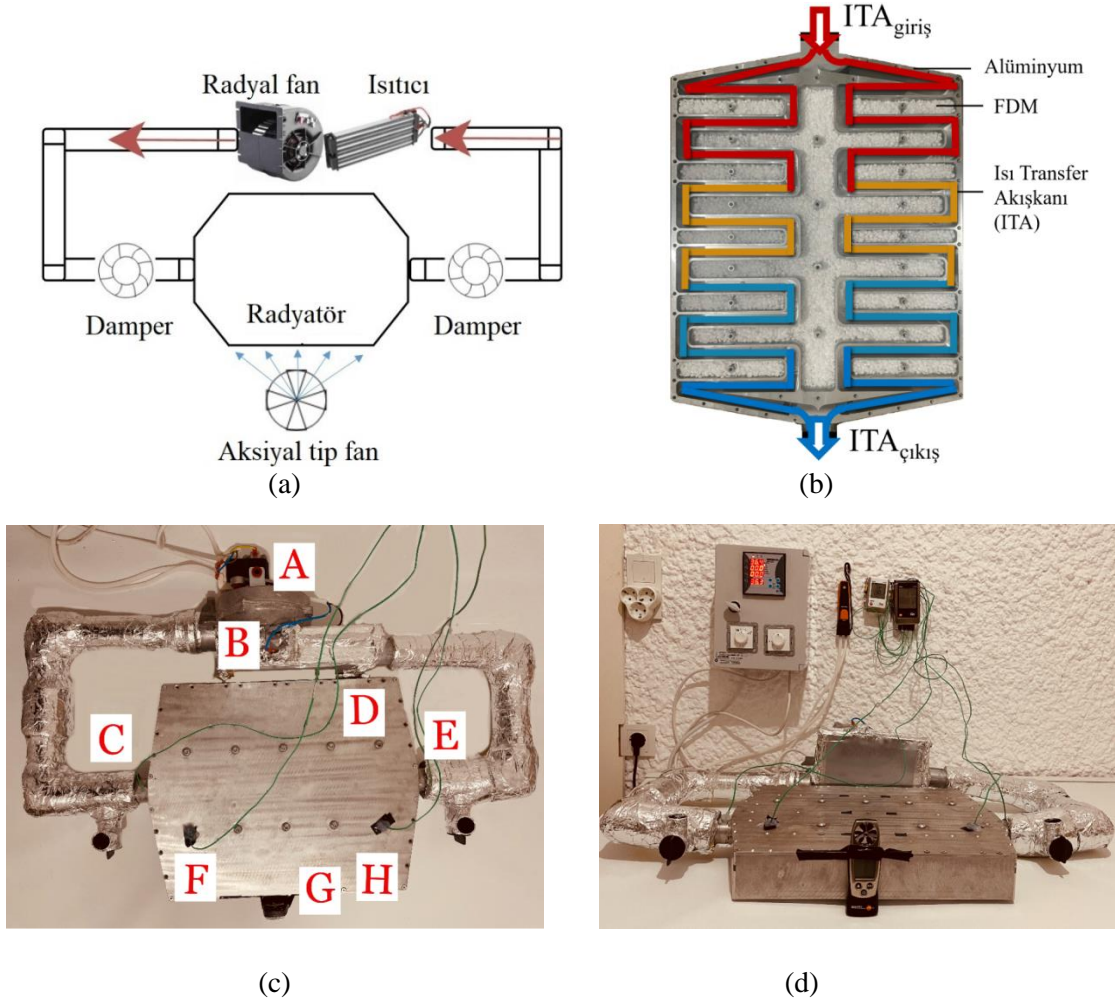 Radyal fan
Isıtıcı
Damper
Radyatör
Damper
Aksiyal tip fan
(a)
ITAgiriş
Alüminyum
FDM
Isı Transfer
Akışkanı
(ITA)
ITAçıkış
(b)
A
B
C
D
E
F
G
H
(c)
(d)